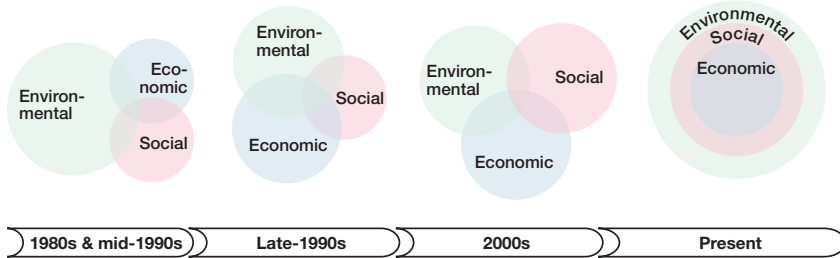 Environ-
mental
Eco-
nomic
Social
Environ-
mental
Social
Economic
Environ-
mental
Social
Economic
Environmental
Social
Economic
1980s & mid-1990s
Late-1990s
2000s
Present